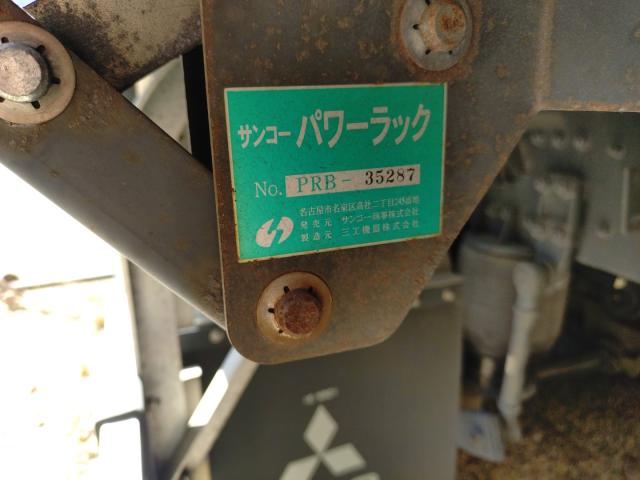 サンコー パワーラック
No. PRB - 35287
名古屋市名東区高社二丁目245番地
発売元 サンコー商事株式会社
製造元 三工機器株式会社